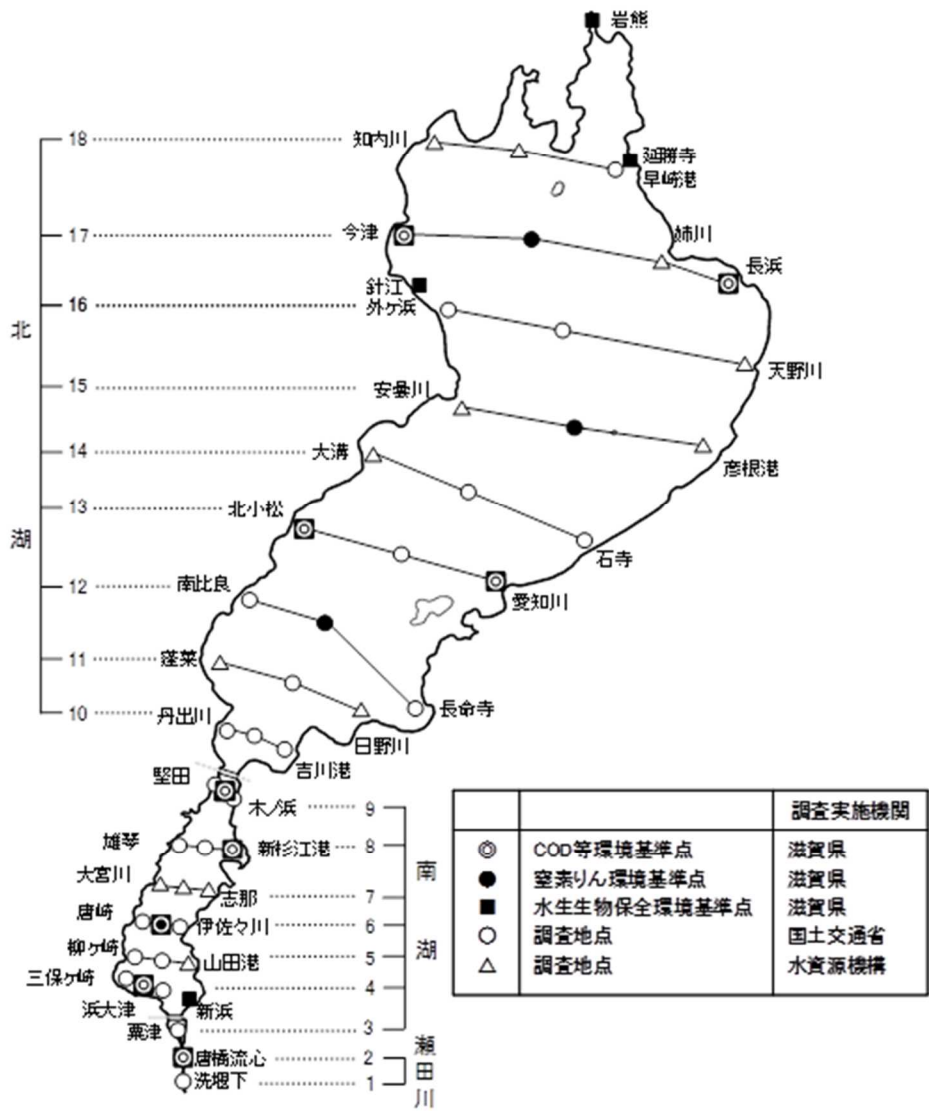 岩熊
18 知内川
延勝寺
早崎港
17 今津
姉川
長浜
針江
16 外ヶ浜
天野川
15 安曇川
彦根港
14 大溝
石寺
13 北小松
愛知川
12 南比良
長命寺
11 蓬莱
日野川
10 丹出川
吉川港
北湖
堅田
木ノ浜 9
雄琴
新杉江港 8
大宮川
志那 7
唐崎
伊佐々川 6
柳ヶ崎
山田港 5
三保ヶ崎
4
浜大津
新浜
粟津 3
南湖
唐橋流心 2
洗堰下 1
瀬田川
調査実施機関
◎ COD等環境基準点 滋賀県
● 窒素りん環境基準点 滋賀県
■ 水生生物保全環境基準点 滋賀県
○ 調査地点 国土交通省
△ 調査地点 水資源機構